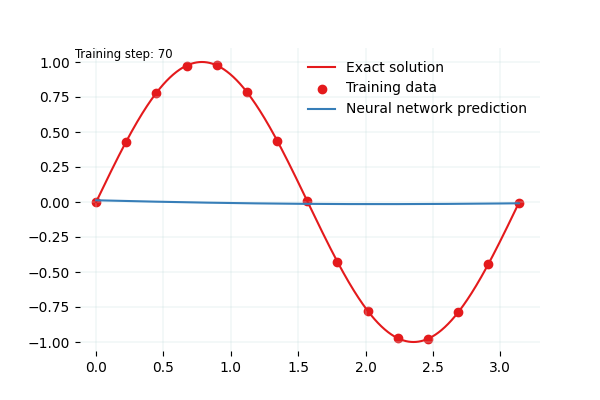 Training step: 70
Exact solution
Training data
Neural network prediction
1.00
0.75
0.50
0.25
0.00
−0.25
−0.50
−0.75
−1.00
0.0 0.5 1.0 1.5 2.0 2.5 3.0